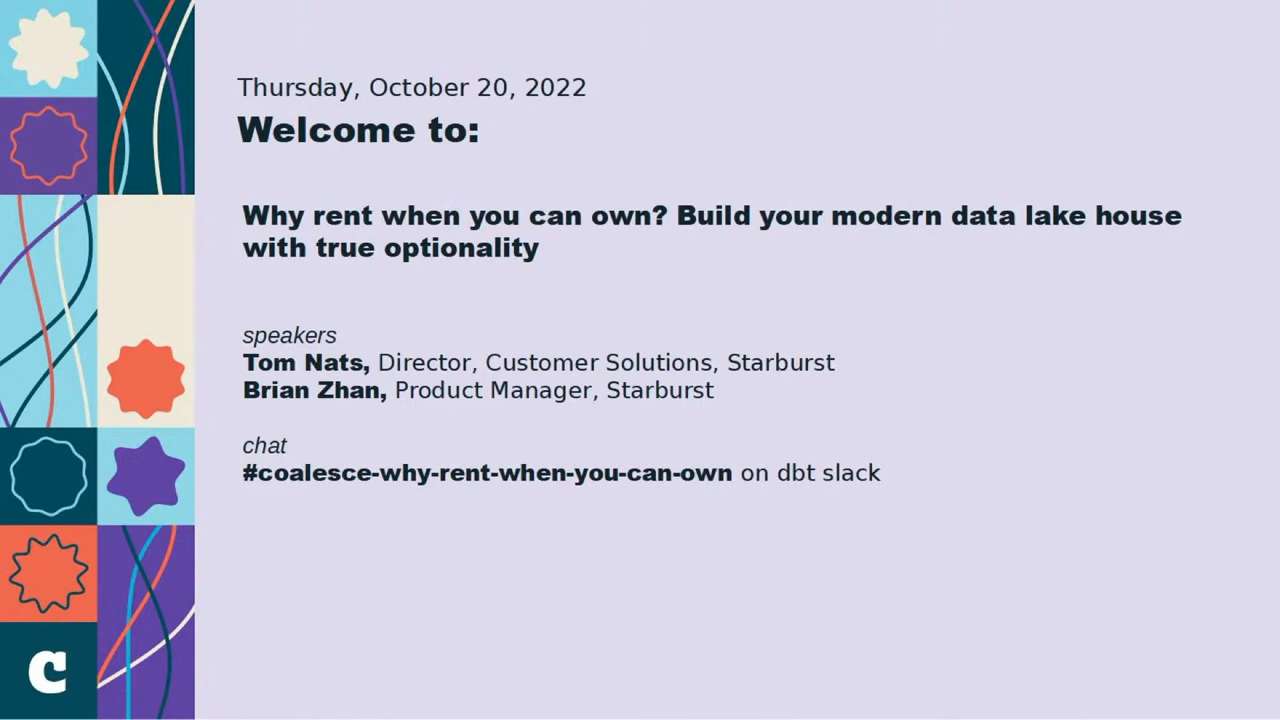 Thursday, October 20, 2022
Welcome to:
Why rent when you can own? Build your modern data lake house
with true optionality
speakers
Tom Nats, Director, Customer Solutions, Starburst
Brian Zhan, Product Manager, Starburst
chat
#coalesce-why-rent-when-you-can-own on dbt slack
c